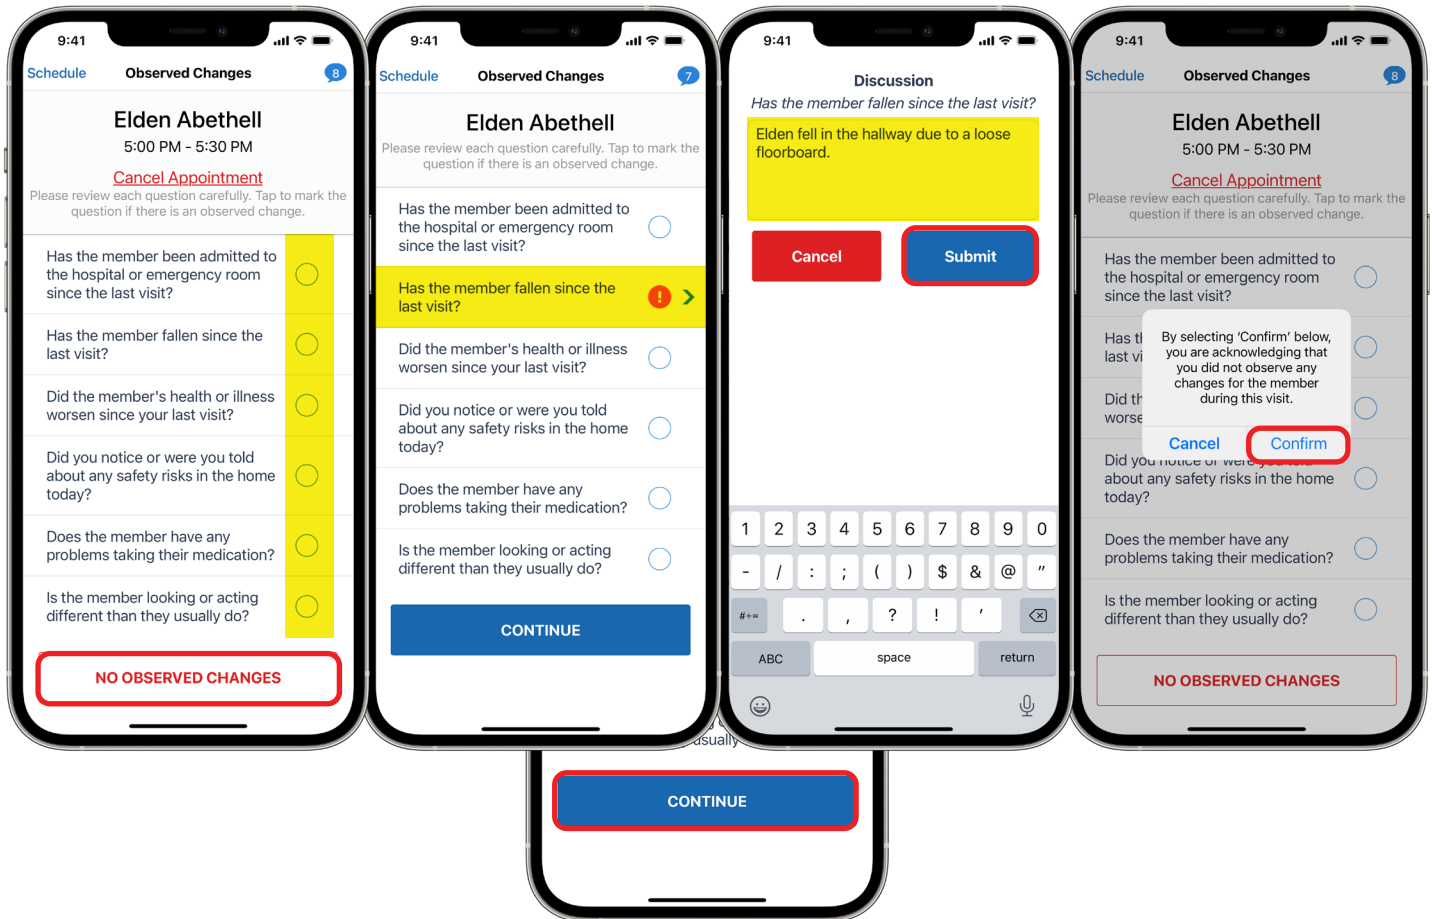 9:41
Schedule
Observed Changes
8
Elden Abethell
5:00 PM - 5:30 PM
Cancel Appointment
Please review each question carefully. Tap to mark the
question if there is an observed change.
Has the member been admitted to
the hospital or emergency room
since the last visit?
Has the member fallen since the
last visit?
Did the member's health or illness
worsen since your last visit?
Did you notice or were you told
about any safety risks in the home
today?
Does the member have any
problems taking their medication?
Is the member looking or acting
different than they usually do?
NO OBSERVED CHANGES
9:41
Schedule
Observed Changes
7
Elden Abethell
Please review each question carefully. Tap to mark the
question if there is an observed change.
Has the member been admitted to
the hospital or emergency room
since the last visit?
Has the member fallen since the
last visit?
!
Did the member's health or illness
worsen since your last visit?
Did you notice or were you told
about any safety risks in the home
today?
Does the member have any
problems taking their medication?
Is the member looking or acting
different than they usually do?
CONTINUE
9:41
Discussion
Has the member fallen since the last visit?
Elden fell in the hallway due to a loose
floorboard.
Cancel
Submit
1 2 3 4 5 6 7 8 9 0
- / : ; ( ) $ & @ "
#+= . , ? ! '
ABC space return
9:41
Schedule
Observed Changes
8
Elden Abethell
5:00 PM - 5:30 PM
Cancel Appointment
Please review each question carefully. Tap to mark the
question if there is an observed change.
Has the member been admitted to
the hospital or emergency room
since the last visit?
Has t
last vi
Did th
worse
By selecting 'Confirm' below,
you are acknowledging that
you did not observe any
changes for the member
during this visit.
Cancel
Confirm
Did you notice or were you told
about any safety risks in the home
today?
Does the member have any
problems taking their medication?
Is the member looking or acting
different than they usually do?
NO OBSERVED CHANGES
usually
CONTINUE